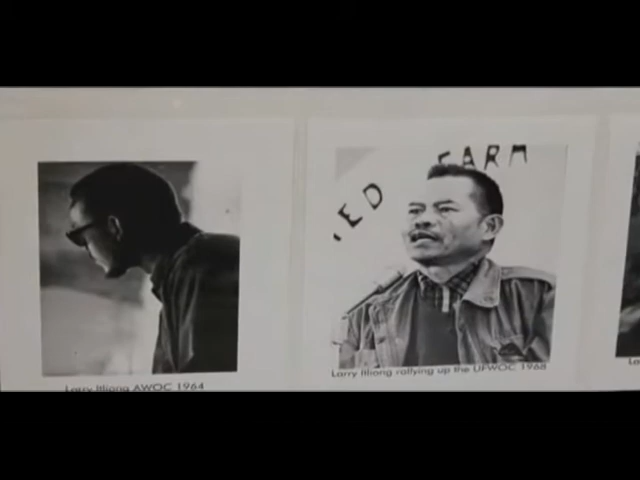 ED FARM
Larry Itliong AWOC 1964
Larry Itliong rallying up the UFWOC 1968